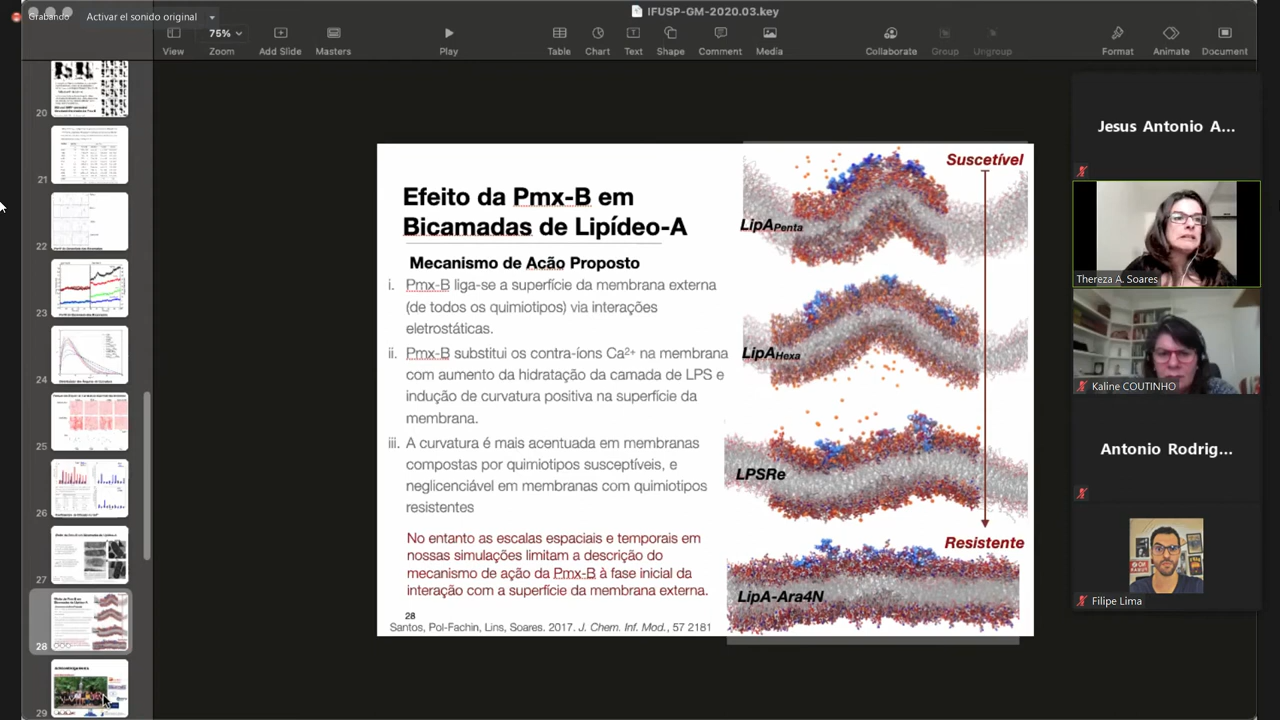 Grabando
Activar el sonido original
IFUSP-GM-2020.03.key
View
75%
Zoom
Add Slide
Masters
Play
Table
Chart
Text
Shape
Comment
Media
Collaborate
Group
Ungroup
Format
Animate
Document
20
21
22
23
24
25
26
27
28
29
Efeito da Pmx-B em
Bicamadas de Lipídeo-A
Mecanismo de Ação Proposto
i. Pmx-B liga-se a superfície da membrana externa
(de todos os quimiotipos) via interações
eletrostáticas.
ii. Pmx-B substitui os contra-íons Ca²⁺ na membrana
com aumento da hidratação da camada de LPS e
indução de curvatura positiva na superfície da
membrana.
iii. A curvatura é mais acentuada em membranas
compostas por quimiotipos susceptíveis, e
negligenciável em membranas com quimiotipos
resistentes
No entanto as escalas espaciais e temporais em
nossas simulações limitam a descrição do
mecanismo de ação da Pmx-B à fase inicial de
interação com a superfície da membrana externa.
28
Santos, Pol-Fachin, Lins, Soares, 2017, J. Chem. Inf. Mod., 57, 2181
Suscetível
LipAPenta
LipAHexa
LPSRe
Resistente
LipA-Ara4N
Jesus Antonio A...
Thereza A. Soares
Kaline COUTINHO
Antonio Rodrig...
Filipe Lima